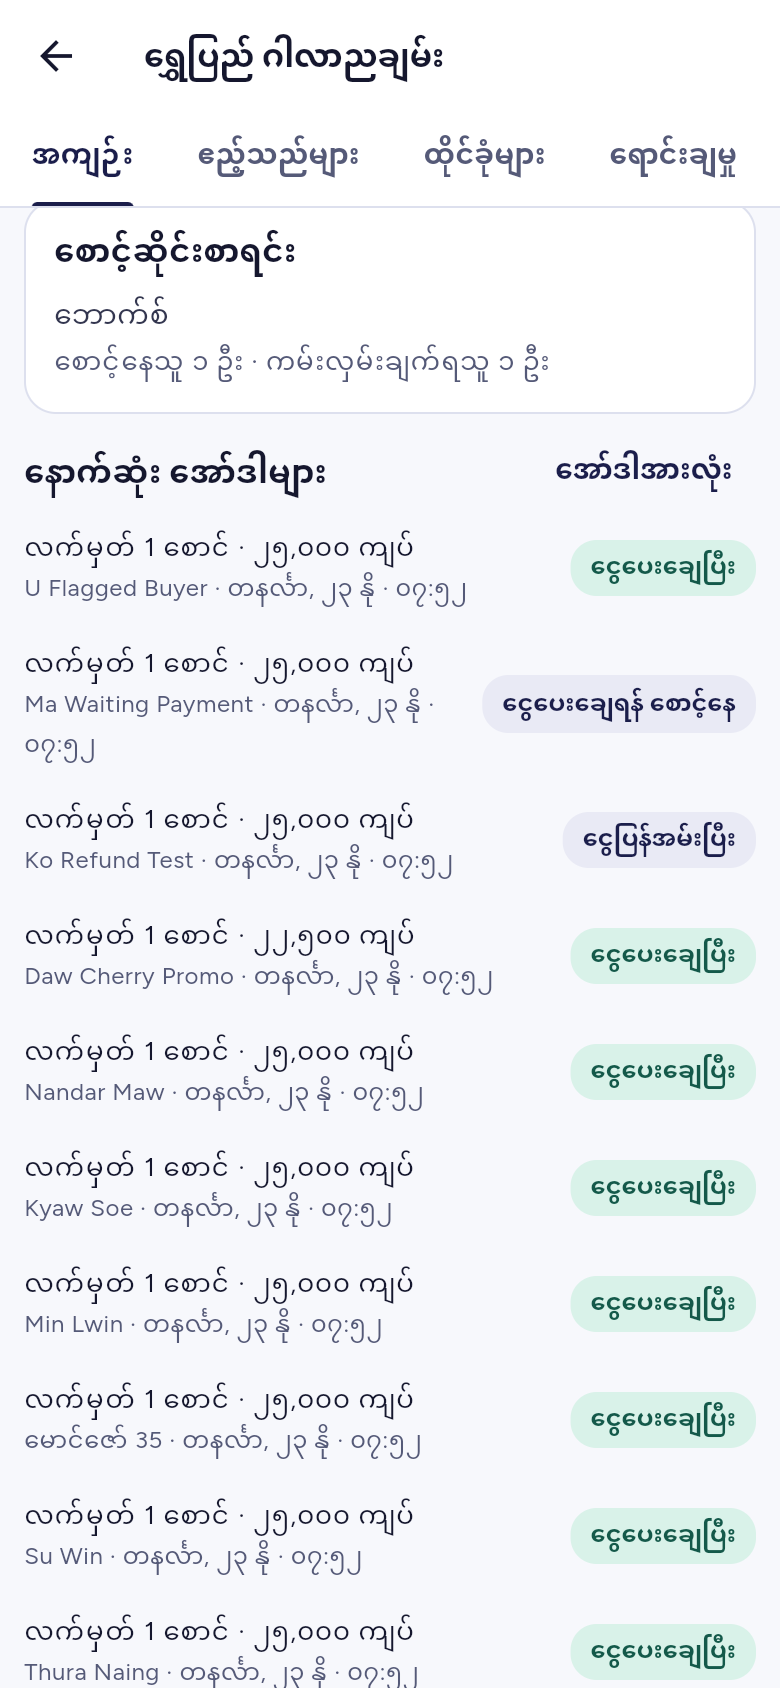 ရွှေပြည် ဂါလာညချမ်း
အကျဉ်း ဧည့်သည်များ ထိုင်ခုံများ ရောင်းချမှု
စောင့်ဆိုင်းစာရင်း
ဘောက်စ်
စောင့်နေသူ ၁ ဦး · ကမ်းလှမ်းချက်ရသူ ၁ ဦး
နောက်ဆုံး အော်ဒါများ အော်ဒါအားလုံး
လက်မှတ် 1 စောင် · ၂၅,၀၀၀ ကျပ်
U Flagged Buyer · တနင်္လာ, ၂၃ နို · ၀၇:၅၂
ငွေပေးချေပြီး
လက်မှတ် 1 စောင် · ၂၅,၀၀၀ ကျပ်
Ma Waiting Payment · တနင်္လာ, ၂၃ နို ·
၀၇:၅၂
ငွေပေးချေရန် စောင့်နေ
လက်မှတ် 1 စောင် · ၂၅,၀၀၀ ကျပ်
Ko Refund Test · တနင်္လာ, ၂၃ နို · ၀၇:၅၂
ငွေပြန်အမ်းပြီး
လက်မှတ် 1 စောင် · ၂၂,၅၀၀ ကျပ်
Daw Cherry Promo · တနင်္လာ, ၂၃ နို · ၀၇:၅၂
ငွေပေးချေပြီး
လက်မှတ် 1 စောင် · ၂၅,၀၀၀ ကျပ်
Nandar Maw · တနင်္လာ, ၂၃ နို · ၀၇:၅၂
ငွေပေးချေပြီး
လက်မှတ် 1 စောင် · ၂၅,၀၀၀ ကျပ်
Kyaw Soe · တနင်္လာ, ၂၃ နို · ၀၇:၅၂
ငွေပေးချေပြီး
လက်မှတ် 1 စောင် · ၂၅,၀၀၀ ကျပ်
Min Lwin · တနင်္လာ, ၂၃ နို · ၀၇:၅၂
ငွေပေးချေပြီး
လက်မှတ် 1 စောင် · ၂၅,၀၀၀ ကျပ်
မောင်ဇော် 35 · တနင်္လာ, ၂၃ နို · ၀၇:၅၂
ငွေပေးချေပြီး
လက်မှတ် 1 စောင် · ၂၅,၀၀၀ ကျပ်
Su Win · တနင်္လာ, ၂၃ နို · ၀၇:၅၂
ငွေပေးချေပြီး
လက်မှတ် 1 စောင် · ၂၅,၀၀၀ ကျပ်
Thura Naing · တနင်္လာ, ၂၃ နို · ၀၇:၅၂
ငွေပေးချေပြီး